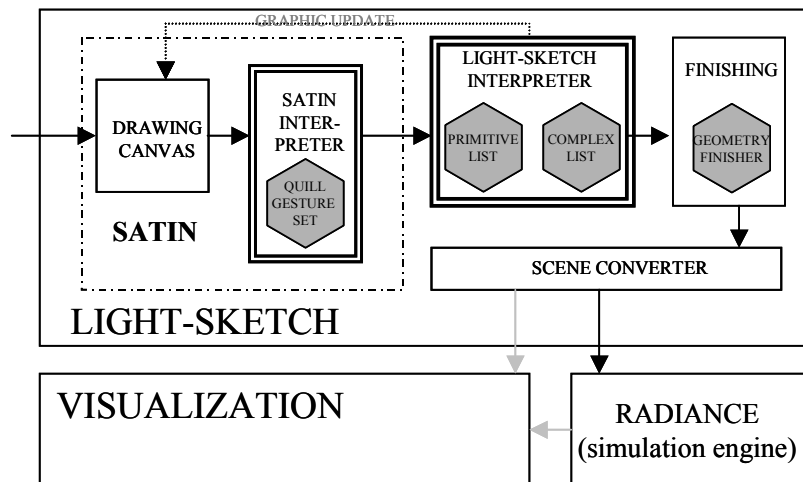 GRAPHIC UPDATE
LIGHT-SKETCH
INTERPRETER
FINISHING
SATIN
INTER-
PRETER
DRAWING
CANVAS
PRIMITIVE
LIST
COMPLEX
LIST
GEOMETRY
FINISHER
QUILL
GESTURE
SET
SATIN
SCENE CONVERTER
LIGHT-SKETCH
VISUALIZATION
RADIANCE
(simulation engine)